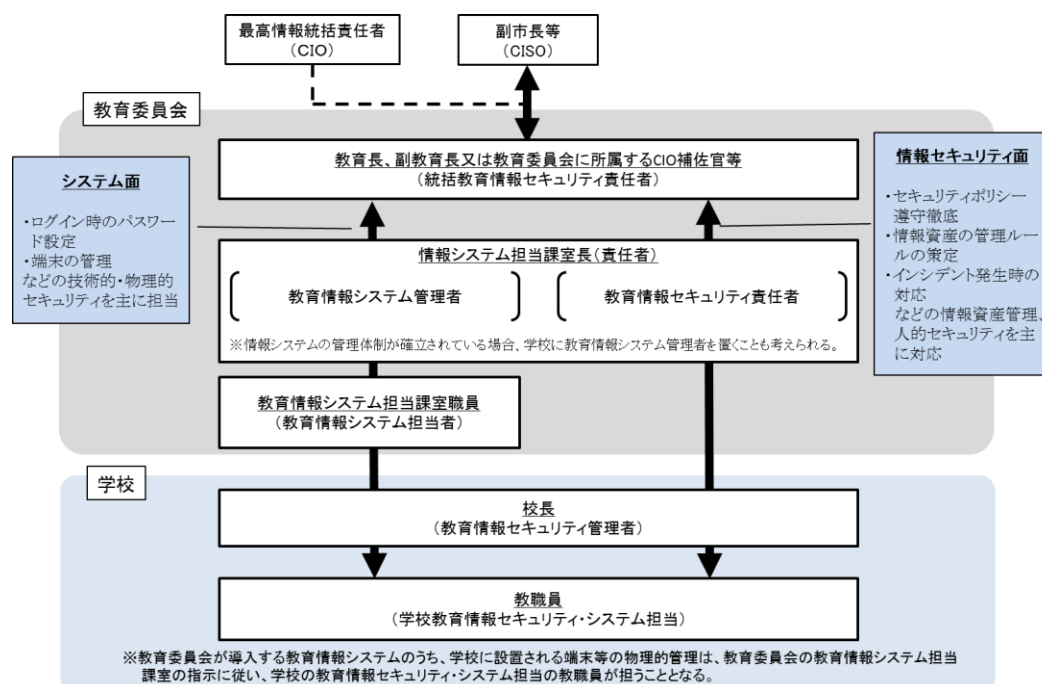 最高情報統括責任者
（CIO）
副市長等
（CISO）
教育委員会
教育長、副教育長又は教育委員会に所属するCIO補佐官等
（統括教育情報セキュリティ責任者）
システム面
・ログイン時のパスワー
ド設定
・端末の管理
などの技術的・物理的
セキュリティを主に担当
情報セキュリティ面
・セキュリティポリシー
遵守徹底
・情報資産の管理ルー
ルの策定
・インシデント発生時の
対応
などの情報資産管理、
人的セキュリティを主
に対応
情報システム担当課室長（責任者）
教育情報システム管理者
教育情報セキュリティ責任者
※情報システムの管理体制が確立されている場合、学校に教育情報システム管理者を置くことも考えられる。
教育情報システム担当課室職員
（教育情報システム担当者）
学校
校長
（教育情報セキュリティ管理者）
教職員
（学校教育情報セキュリティ・システム担当）
※教育委員会が導入する教育情報システムのうち、学校に設置される端末等の物理的管理は、教育委員会の教育情報システム担当
課室の指示に従い、学校の教育情報セキュリティ・システム担当の教職員が担うこととなる。